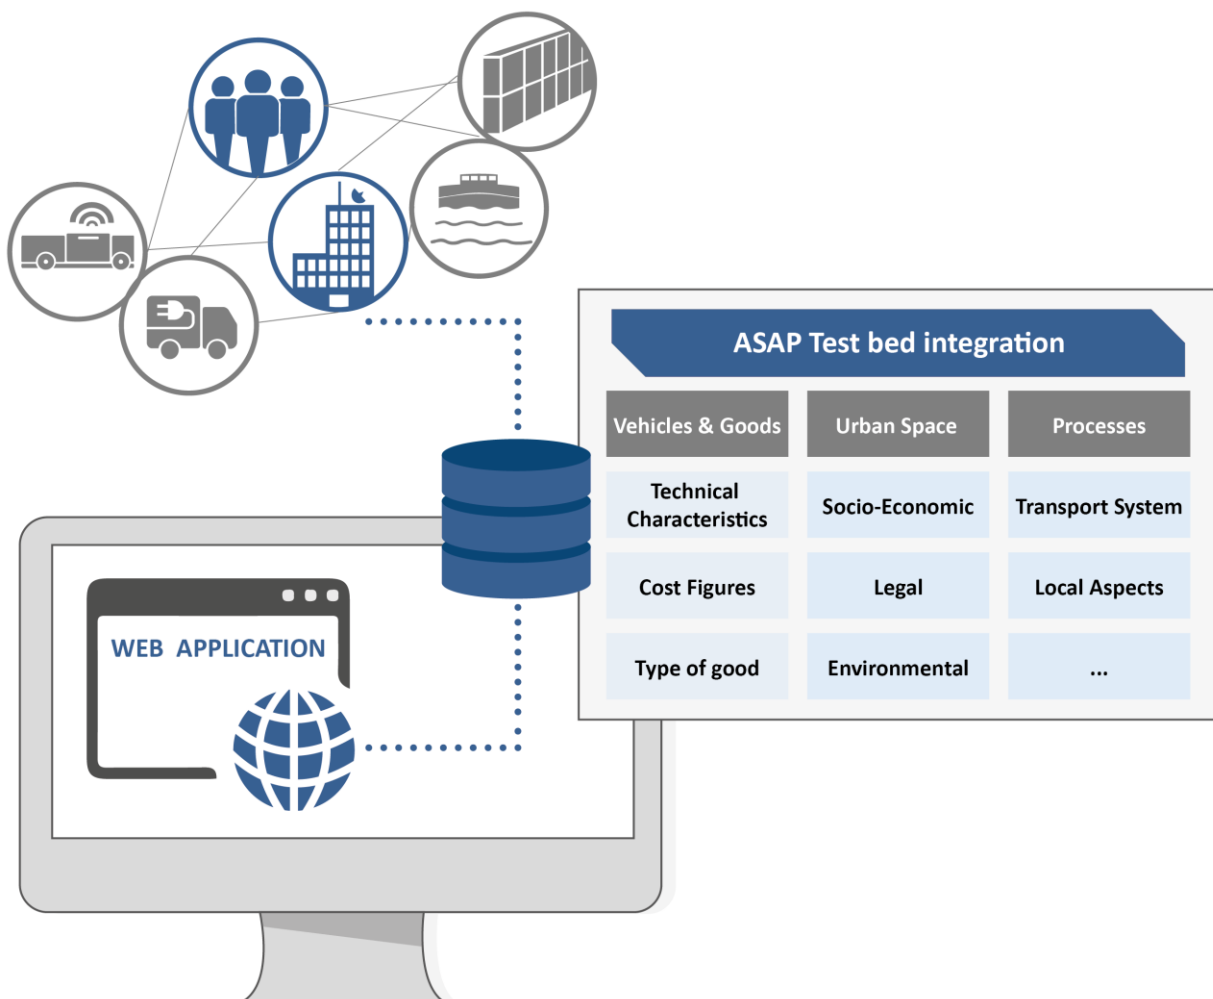 ASAP Test bed integration
Vehicles & Goods
Urban Space
Processes
Technical
Characteristics
Socio-Economic
Transport System
Cost Figures
Legal
Local Aspects
Type of good
Environmental
...
WEB APPLICATION